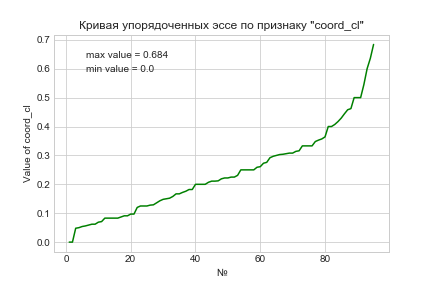 Кривая упорядоченных эссе по признаку "coord_cl"
0.7
max value = 0.684
min value = 0.0
0.6
0.5
0.4
0.3
0.2
0.1
0.0
Value of coord_cl
0 20 40 60 80
№